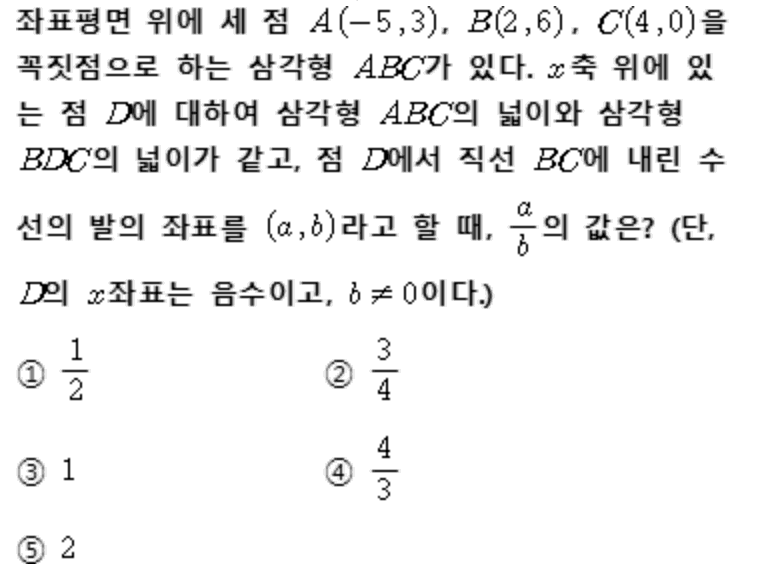 좌표평면 위에 세 점 A(−5,3), B(2,6), C(4,0)을
꼭짓점으로 하는 삼각형 ABC가 있다. x축 위에 있
는 점 D에 대하여 삼각형 ABC의 넓이와 삼각형
BDC의 넓이가 같고, 점 D에서 직선 BC에 내린 수
선의 발의 좌표를 (a,b)라고 할 때, a/b의 값은? (단,
D의 x좌표는 음수이고, b≠0이다.)
① 1/2 ② 3/4
③ 1 ④ 4/3
⑤ 2